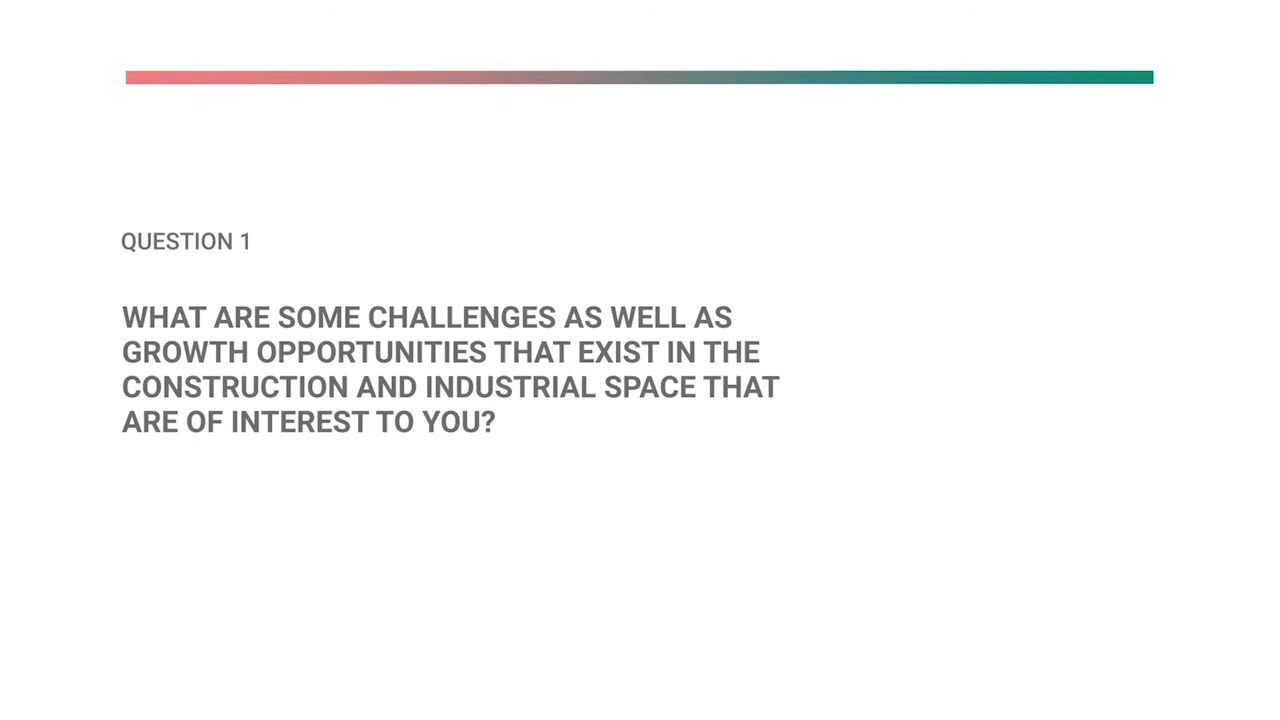 QUESTION 1
WHAT ARE SOME CHALLENGES AS WELL AS
GROWTH OPPORTUNITIES THAT EXIST IN THE
CONSTRUCTION AND INDUSTRIAL SPACE THAT
ARE OF INTEREST TO YOU?